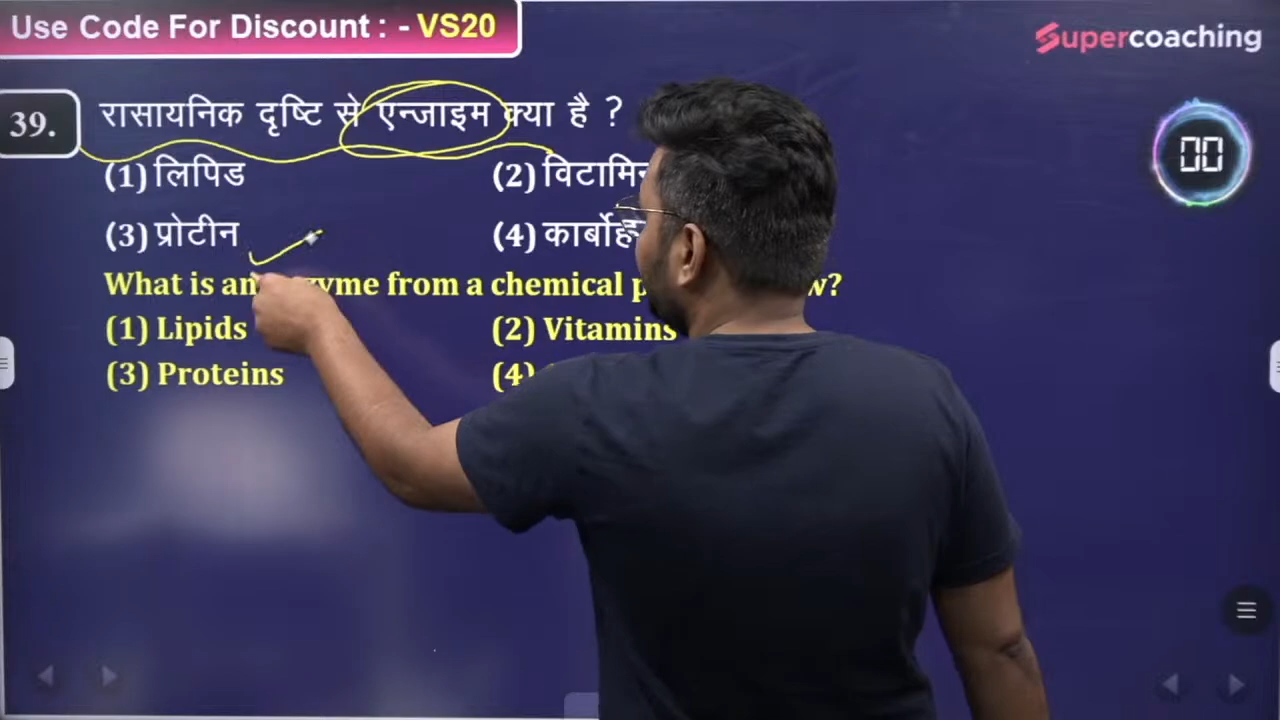 Use Code For Discount : - VS20
Supercoaching
39. रासायनिक दृष्टि से एन्जाइम क्या है ?
00
(1) लिपिड (2)
(3) प्रोटीन (4)
What is an from a chemical
(1) Lipids (2) Vitamins
(3) Proteins (4)